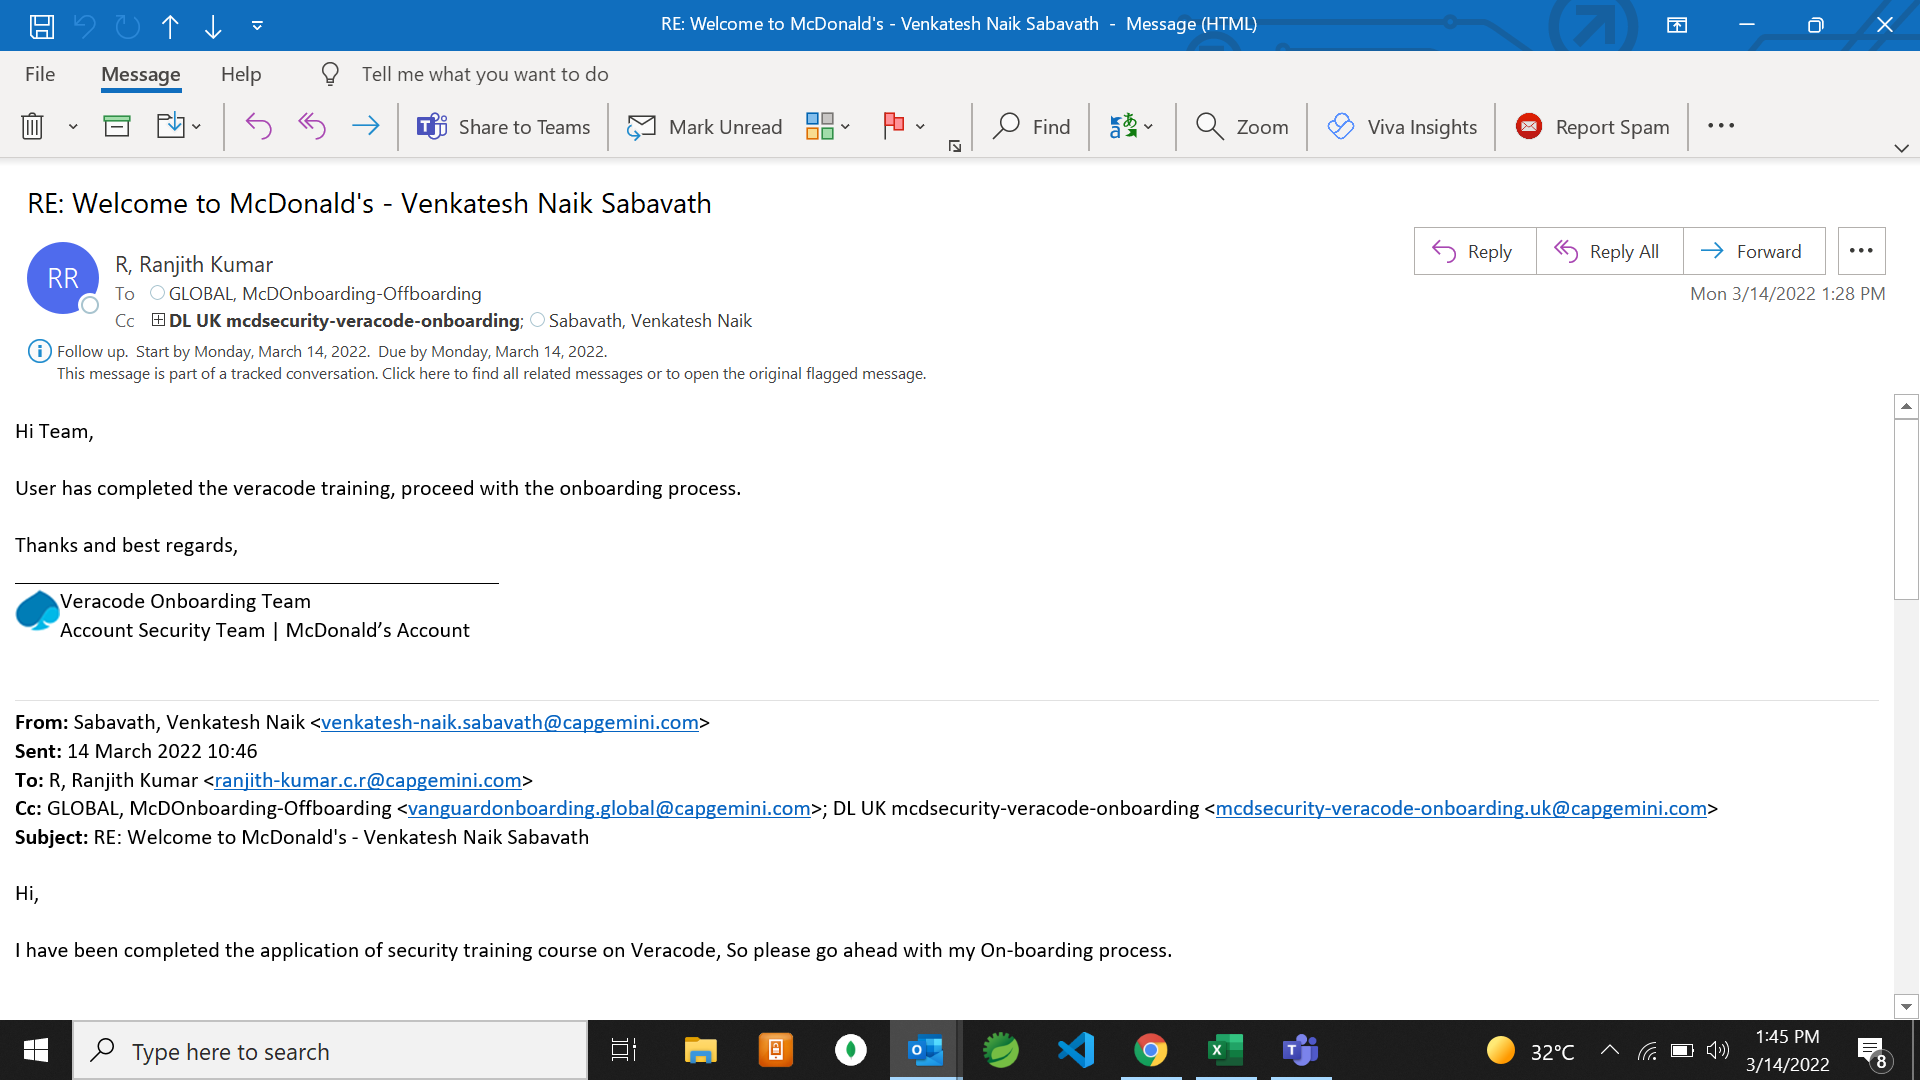 RE: Welcome to McDonald's - Venkatesh Naik Sabavath - Message (HTML)
File Message Help Tell me what you want to do
Share to Teams Mark Unread Find Zoom Viva Insights Report Spam
RE: Welcome to McDonald's - Venkatesh Naik Sabavath
RR
R, Ranjith Kumar
Reply Reply All Forward
To GLOBAL, McDOnboarding-Offboarding
Mon 3/14/2022 1:28 PM
Cc DL UK mcdsecurity-veracode-onboarding; Sabavath, Venkatesh Naik
Follow up. Start by Monday, March 14, 2022. Due by Monday, March 14, 2022.
This message is part of a tracked conversation. Click here to find all related messages or to open the original flagged message.
Hi Team,
User has completed the veracode training, proceed with the onboarding process.
Thanks and best regards,
Veracode Onboarding Team
Account Security Team | McDonald’s Account
From: Sabavath, Venkatesh Naik <venkatesh-naik.sabavath@capgemini.com>
Sent: 14 March 2022 10:46
To: R, Ranjith Kumar <ranjith-kumar.c.r@capgemini.com>
Cc: GLOBAL, McDOnboarding-Offboarding <vanguardonboarding.global@capgemini.com>; DL UK mcdsecurity-veracode-onboarding <mcdsecurity-veracode-onboarding.uk@capgemini.com>
Subject: RE: Welcome to McDonald's - Venkatesh Naik Sabavath
Hi,
I have been completed the application of security training course on Veracode, So please go ahead with my On-boarding process.
Type here to search
32°C
1:45 PM
3/14/2022
8